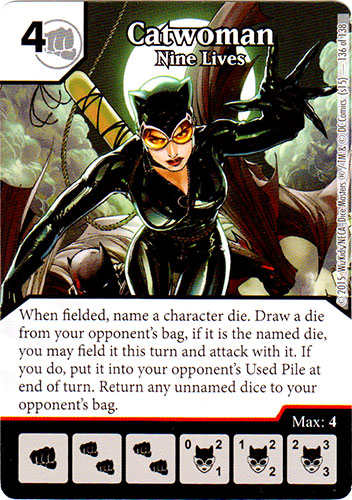 4
Catwoman
Nine Lives
When fielded, name a character die. Draw a die
from your opponent's bag, if it is the named die,
you may field it this turn and attack with it. If
you do, put it into your opponent's Used Pile at
end of turn. Return any unnamed dice to your
opponent's bag.
Max: 4
0 2
2
1 2
2
2 3
3
© 2015 WizKids/NECA. Dice Masters ®/TM & © DC Comics. (s15) — 136 of 138